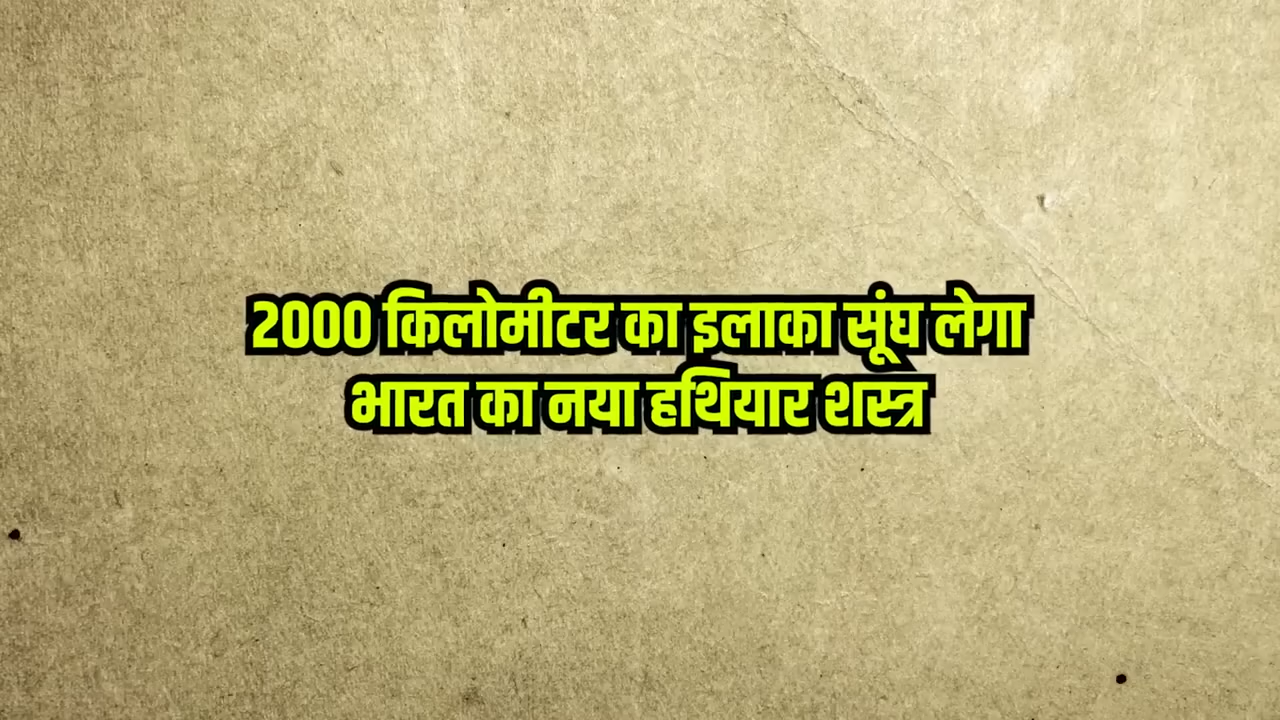 2000 किलोमीटर का इलाका सूंघ लेगा
भारत का नया हथियार शस्त्र